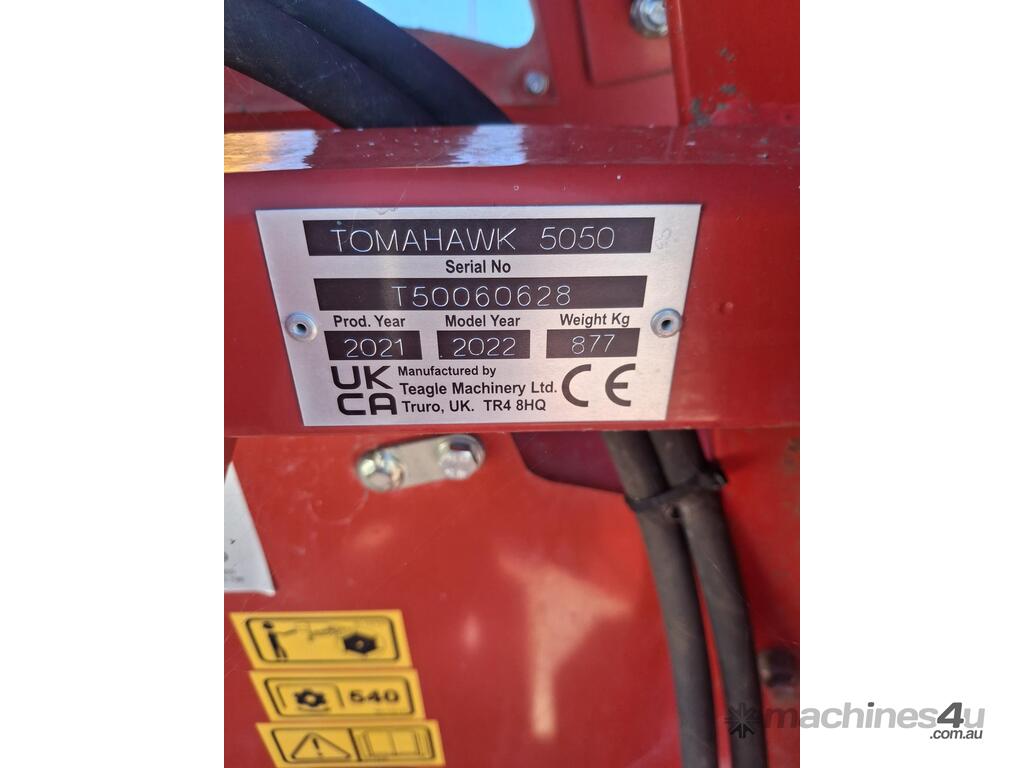 TOMAHAWK 5050
Serial No
T50060628
Prod. Year Model Year Weight Kg
2021 2022 877
UK CA Manufactured by
Teagle Machinery Ltd.
Truro, UK. TR4 8HQ
CE
540
machines4u
.com.au